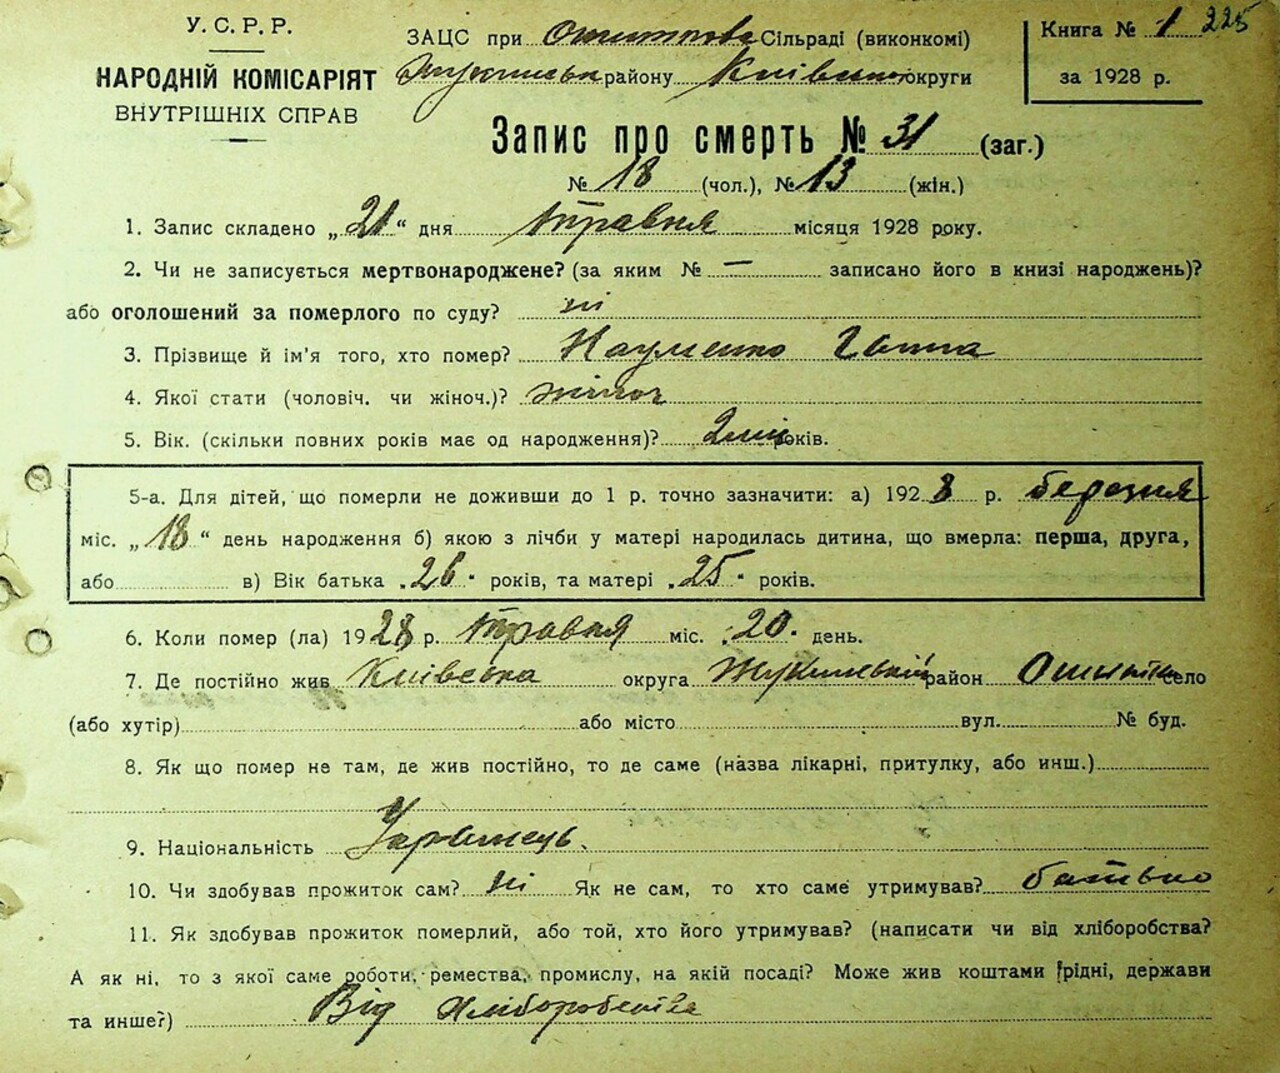 У. С. Р. Р.
НАРОДНІЙ КОМІСАРІЯТ
ВНУТРІШНІХ СПРАВ
ЗАЦС при Сільраді (виконкомі)
району Київської округи
Книга № 1 225
за 1928 р.
Запис про смерть № 31 (заг.)
№ 18 (чол.), № 13 (жін.)
1. Запис складено „21“ дня травня місяця 1928 року.
2. Чи не записується мертвонароджене? (за яким № — записано його в книзі народжень)?
або оголошений за померлого по суду? ні
3. Прізвище й ім'я того, хто помер? Науменко Ганна
4. Якої стати (чоловіч. чи жіноч.)? жіноч
5. Вік. (скільки повних років має од народження)? 2 міс років.
5-а. Для дітей, що померли не доживши до 1 р. точно зазначити: а) 1928 р. березня
міс. „18“ день народження б) якою з лічби у матері народилась дитина, що вмерла: перша, друга,
або в) Вік батька 26 років, та матері 25 років.
6. Коли помер (ла) 1928 р. травня міс. 20 день.
7. Де постійно жив Київська округа Жукинський район Ошитки село
(або хутір) або місто вул. № буд.
8. Як що помер не там, де жив постійно, то де саме (назва лікарні, притулку, або инш.)
9. Національність Українець.
10. Чи здобував прожиток сам? ні Як не сам, то хто саме утримував? батько
11. Як здобував прожиток померлий, або той, хто його утримував? (написати чи від хліборобства?
А як ні, то з якої саме роботи, ремества, промислу, на якій посаді? Може жив коштами рідні, держави
та инше?) Від Хліборобства